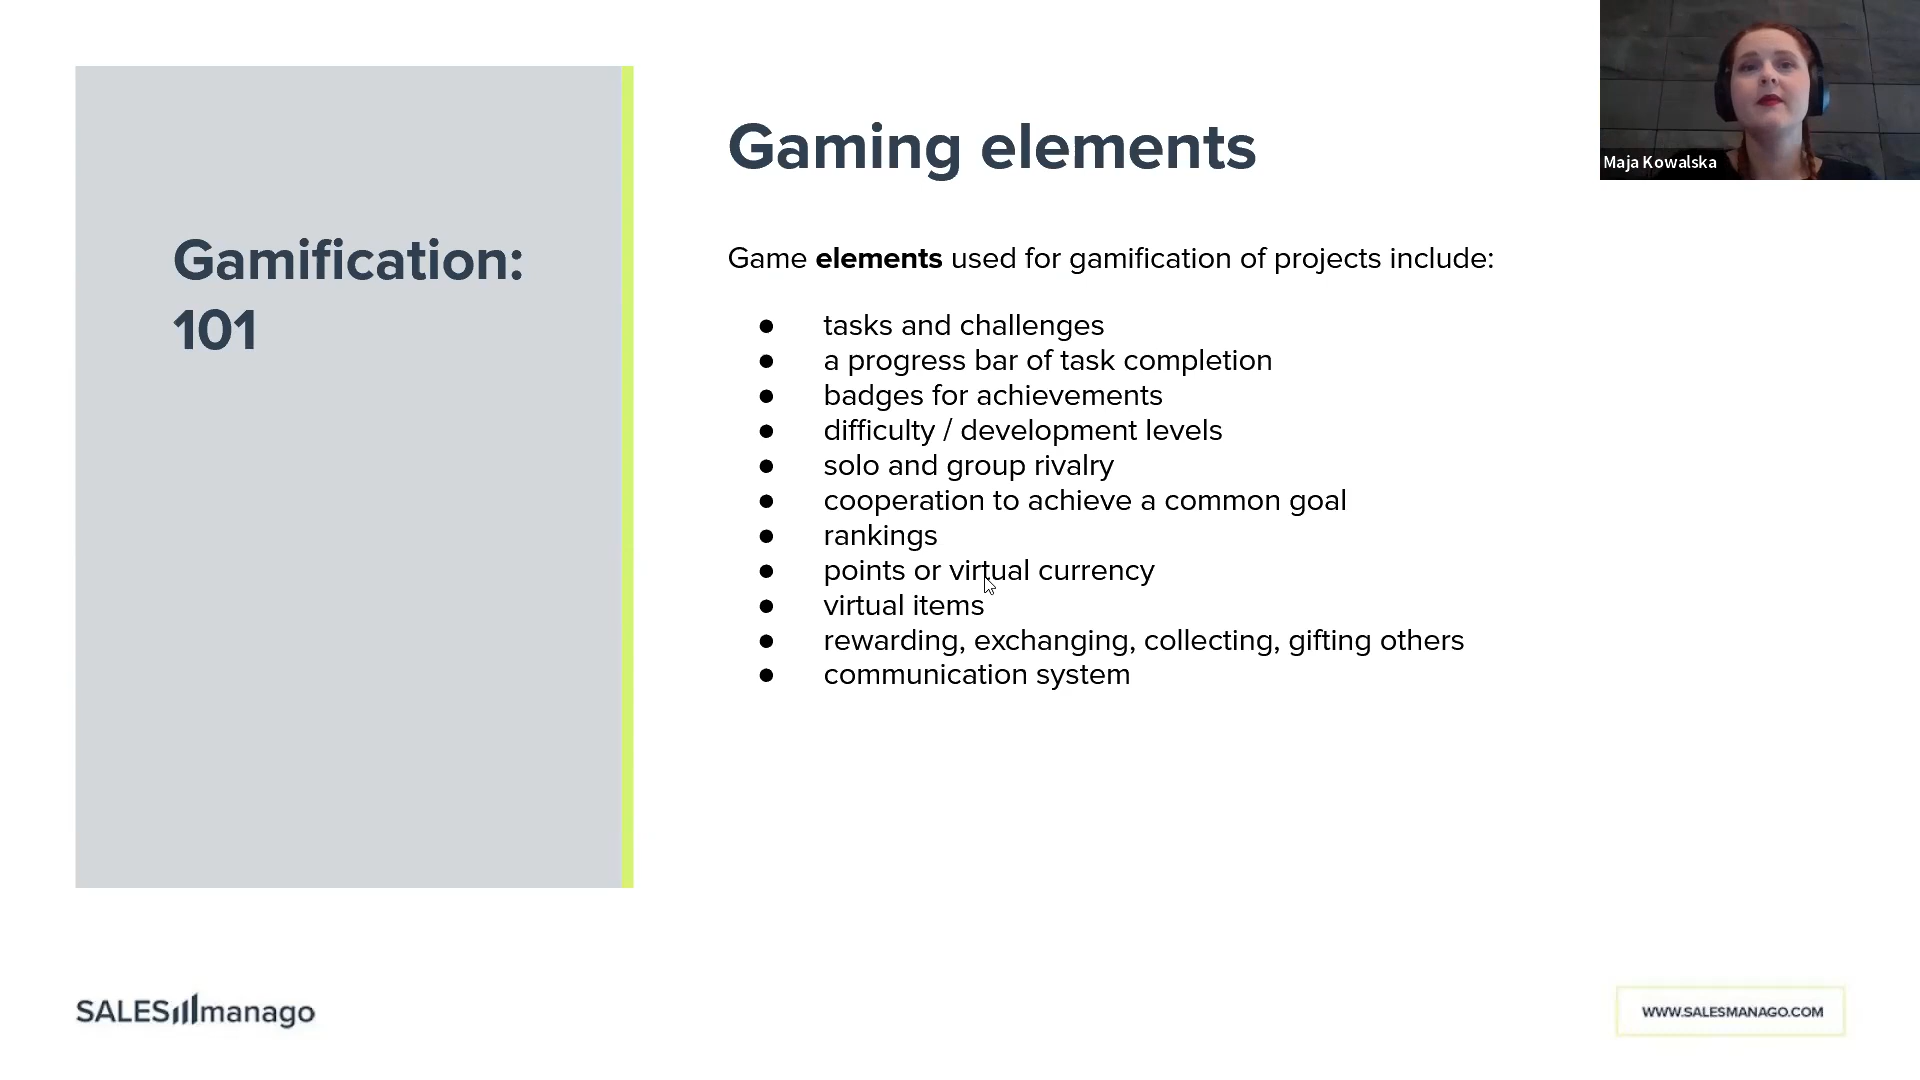 Gamification:
101
Gaming elements
Game elements used for gamification of projects include:
● tasks and challenges
● a progress bar of task completion
● badges for achievements
● difficulty / development levels
● solo and group rivalry
● cooperation to achieve a common goal
● rankings
● points or virtual currency
● virtual items
● rewarding, exchanging, collecting, gifting others
● communication system
Maja Kowalska
SALESmanago
WWW.SALESMANAGO.COM